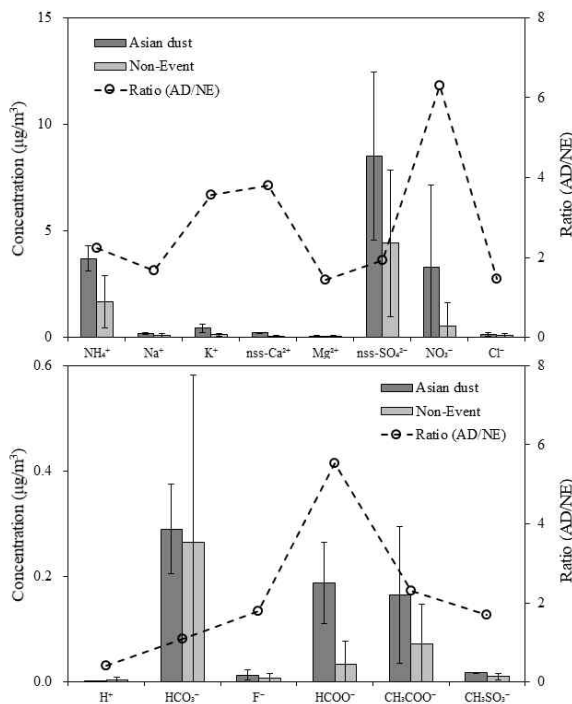 15
10
5
0
Concentration (μg/m³)
Asian dust
Non-Event
Ratio (AD/NE)
8
6
4
2
0
Ratio (AD/NE)
NH₄⁺ Na⁺ K⁺ nss-Ca²⁺ Mg²⁺ nss-SO₄²⁻ NO₃⁻ Cl⁻
0.6
0.4
0.2
0.0
Concentration (μg/m³)
Asian dust
Non-Event
Ratio (AD/NE)
8
6
4
2
0
Ratio (AD/NE)
H⁺ HCO₃⁻ F⁻ HCOO⁻ CH₃COO⁻ CH₃SO₃⁻